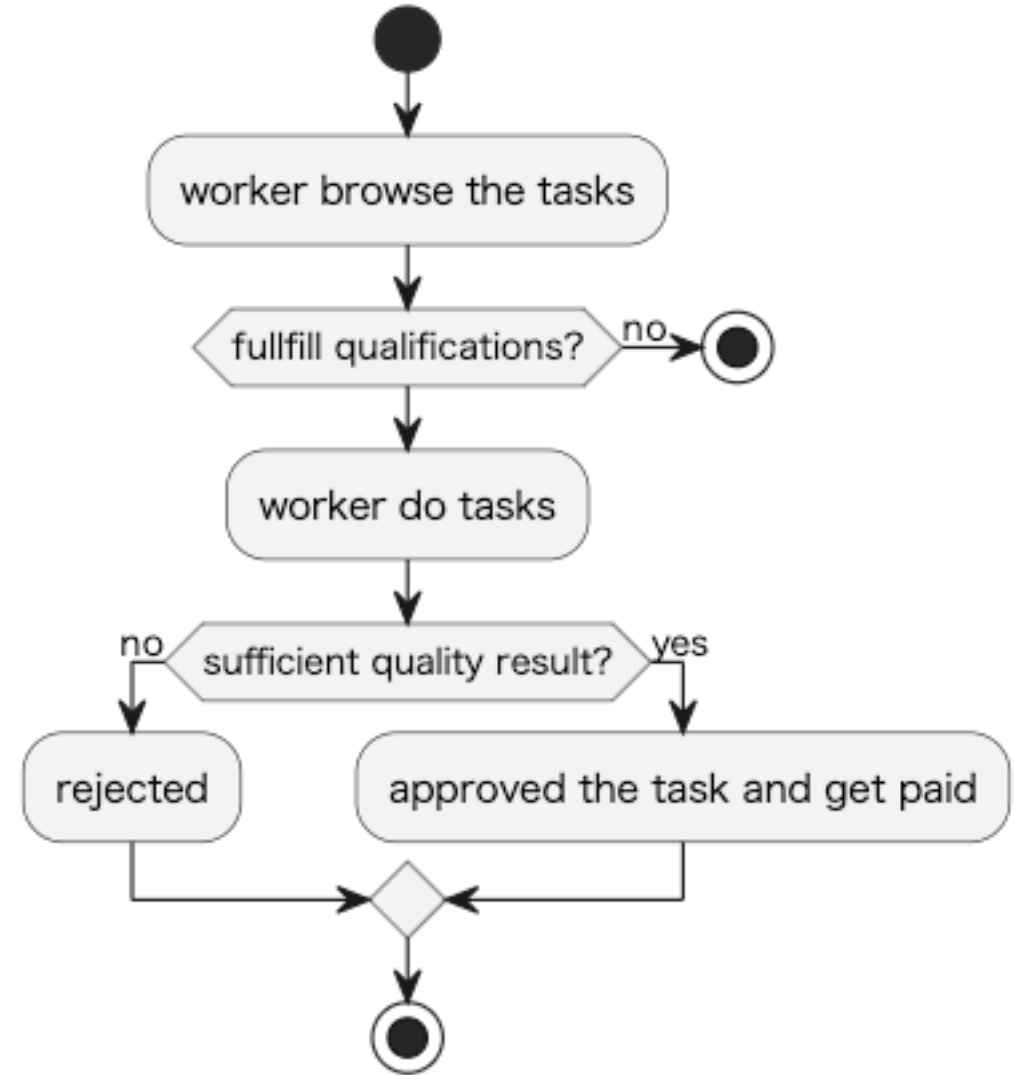 worker browse the tasks
fullfill qualifications?
no
worker do tasks
no
sufficient quality result?
yes
rejected
approved the task and get paid